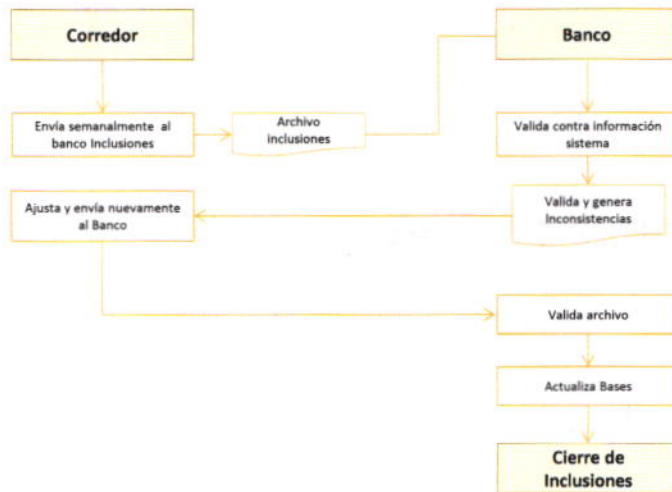 Corredor
Banco
Envía semanalmente al
banco Inclusiones
Archivo
inclusiones
Valida contra información
sistema
Ajusta y envía nuevamente
al Banco
Valida y genera
Inconsistencias
Valida archivo
Actualiza Bases
Cierre de
Inclusiones